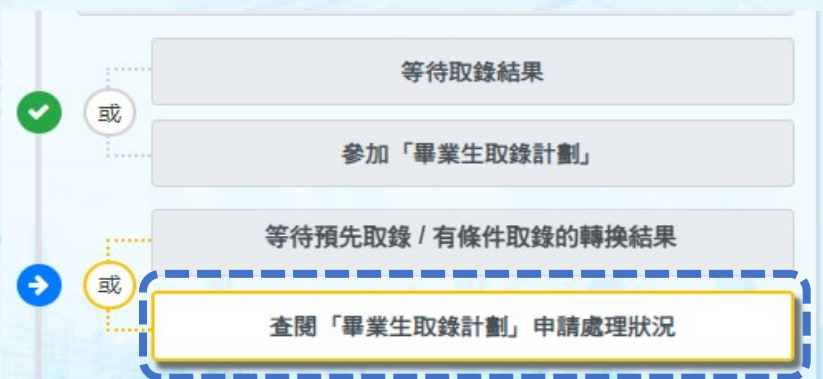 等待取錄結果
或
參加「畢業生取錄計劃」
等待預先取錄 / 有條件取錄的轉換結果
或
查閱「畢業生取錄計劃」申請處理狀況